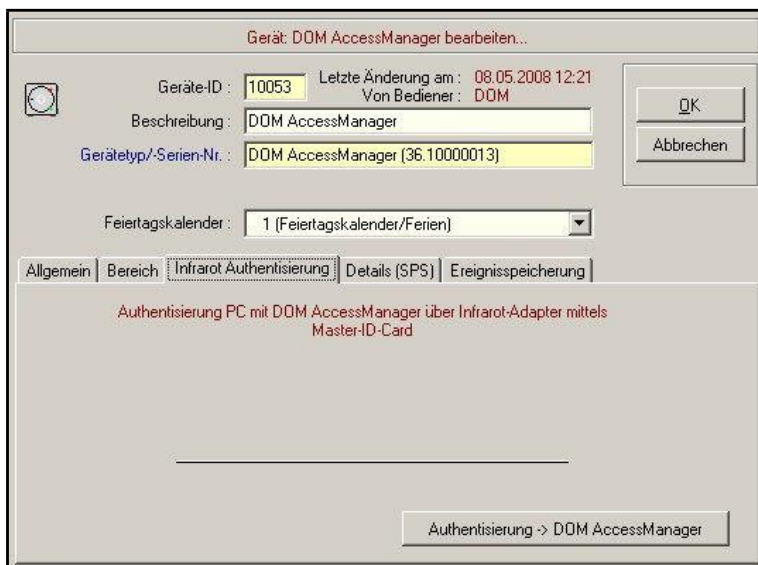 Gerät: DOM AccessManager bearbeiten...
Geräte-ID : 10053 Letzte Änderung am : 08.05.2008 12:21
Von Bediener : DOM
OK
Beschreibung : DOM AccessManager
Abbrechen
Gerätetyp/-Serien-Nr. : DOM AccessManager (36.10000013)
Feiertagskalender : 1 (Feiertagskalender/Ferien)
Allgemein Bereich Infrarot Authentisierung Details (SPS) Ereignisspeicherung
Authentisierung PC mit DOM AccessManager über Infrarot-Adapter mittels
Master-ID-Card
Authentisierung -> DOM AccessManager